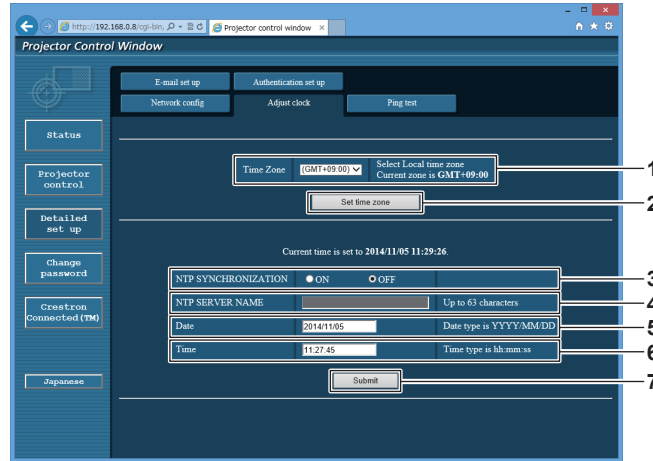 http://192.168.0.8/cgi-bin,
Projector control window
Projector Control Window
E-mail set up
Authentication set up
Network config
Adjust clock
Ping test
Status
Projector control
Detailed set up
Change password
Crestron Connected(TM)
Japanese
Time Zone
(GMT+09:00)
Select Local time zone
Current zone is GMT+09:00
1
Set time zone
2
Current time is set to 2014/11/05 11:29:26.
NTP SYNCHRONIZATION
ON
OFF
3
NTP SERVER NAME
Up to 63 characters
4
Date
2014/11/05
Date type is YYYY/MM/DD
5
Time
11:27:45
Time type is hh:mm:ss
6
Submit
7